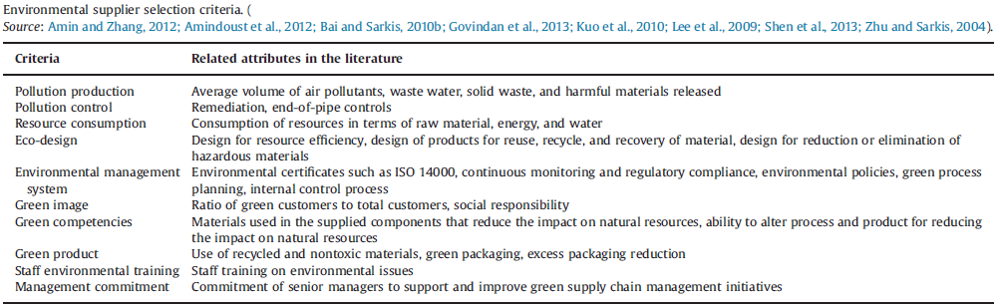 Environmental supplier selection criteria. (
Source: Amin and Zhang, 2012; Amindoust et al., 2012; Bai and Sarkis, 2010b; Govindan et al., 2013; Kuo et al., 2010; Lee et al., 2009; Shen et al., 2013; Zhu and Sarkis, 2004).
Criteria Related attributes in the literature
Pollution production Average volume of air pollutants, waste water, solid waste, and harmful materials released
Pollution control Remediation, end-of-pipe controls
Resource consumption Consumption of resources in terms of raw material, energy, and water
Eco-design Design for resource efficiency, design of products for reuse, recycle, and recovery of material, design for reduction or elimination of
hazardous materials
Environmental management Environmental certificates such as ISO 14000, continuous monitoring and regulatory compliance, environmental policies, green process
system planning, internal control process
Green image Ratio of green customers to total customers, social responsibility
Green competencies Materials used in the supplied components that reduce the impact on natural resources, ability to alter process and product for reducing
the impact on natural resources
Green product Use of recycled and nontoxic materials, green packaging, excess packaging reduction
Staff environmental training Staff training on environmental issues
Management commitment Commitment of senior managers to support and improve green supply chain management initiatives